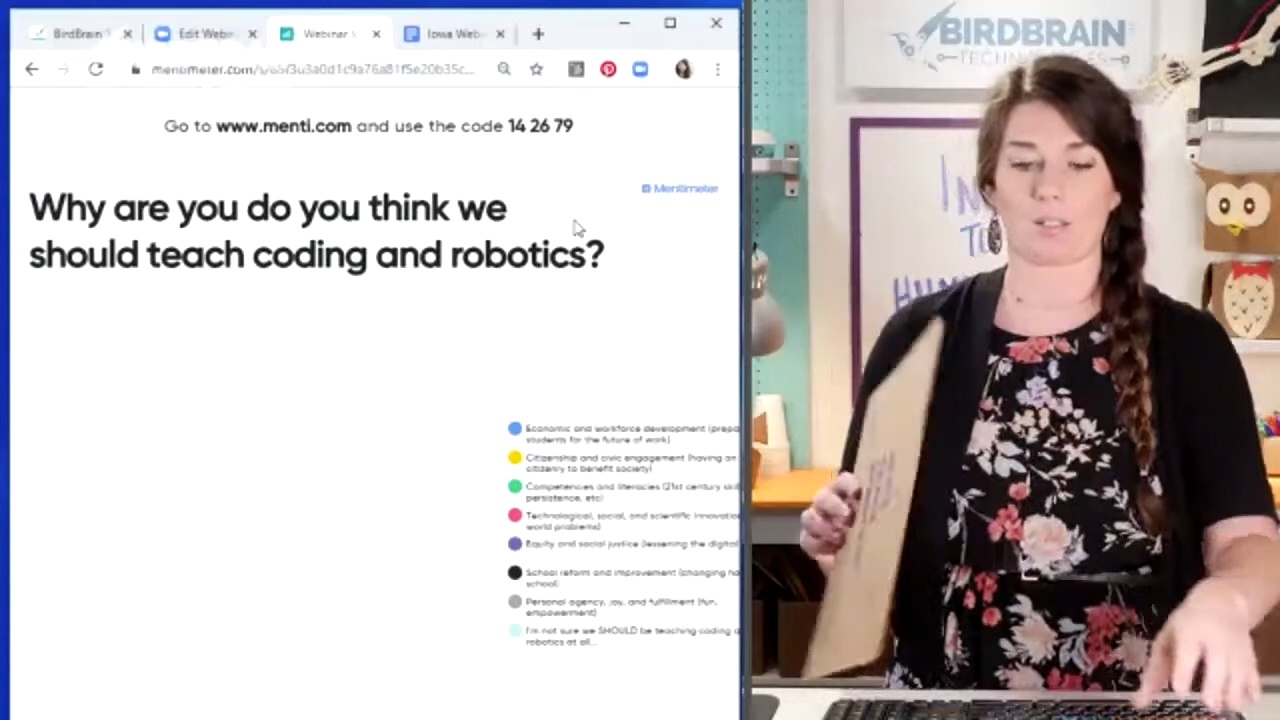 BirdBrain T
Edit Webin
Webinar
Iowa Web
Go to www.menti.com and use the code 14 26 79
Mentimeter
Why are you do you think we
should teach coding and robotics?
Economic and workforce development (prepa
students for the future of work)
Citizenship and civic engagement (having an
citizenry to benefit society)
Competencies and literacies (21st century skil
persistence, etc)
Technological, social, and scientific innovatio
world problems)
Equity and social justice (lessening the digital
School reform and improvement (changing ho
school)
Personal agency, joy, and fulfillment (fun,
empowerment)
I'm not sure we SHOULD be teaching coding a
robotics at all...
BIRDBRAIN
TECHNOLOGIES